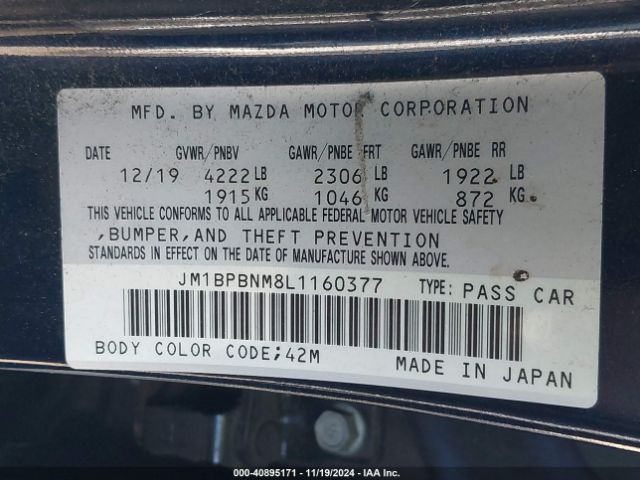 MFD. BY MAZDA MOTOR CORPORATION
DATE GVWR/PNBV GAWR/PNBE FRT GAWR/PNBE RR
12/19 4222 LB 2306 LB 1922 LB
1915 KG 1046 KG 872 KG
THIS VEHICLE CONFORMS TO ALL APPLICABLE FEDERAL MOTOR VEHICLE SAFETY
,BUMPER,AND THEFT PREVENTION
STANDARDS IN EFFECT ON THE DATE OF MANUFACTURE SHOWN ABOVE.
JM1BPBNM8L1160377 TYPE: PASS CAR
BODY COLOR CODE;42M MADE IN JAPAN
000-40895171 - 11/19/2024 - IAAI.com